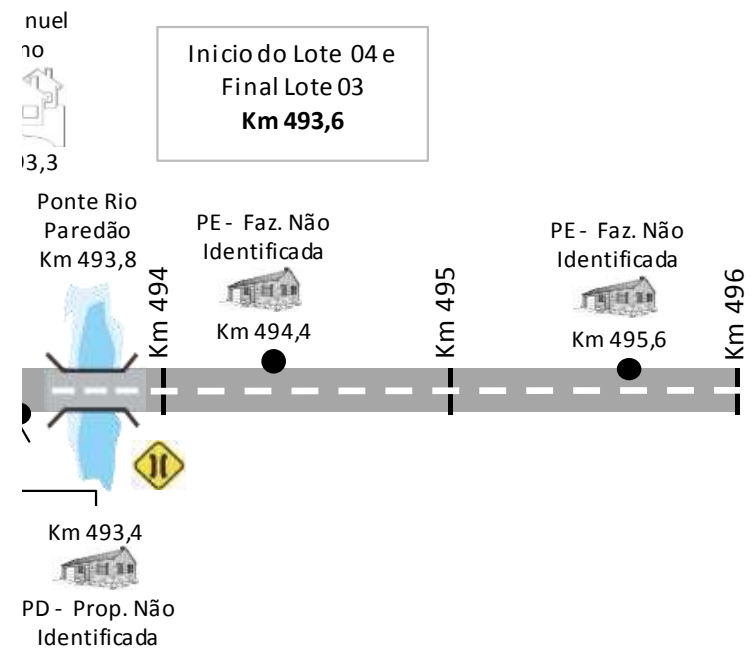 nuel
no
93,3
Inicio do Lote 04 e
Final Lote 03
Km 493,6
Ponte Rio
Paredão
Km 493,8
Km 494
PE - Faz. Não
Identificada
Km 494,4
Km 495
PE - Faz. Não
Identificada
Km 495,6
Km 496
Km 493,4
PD - Prop. Não
Identificada